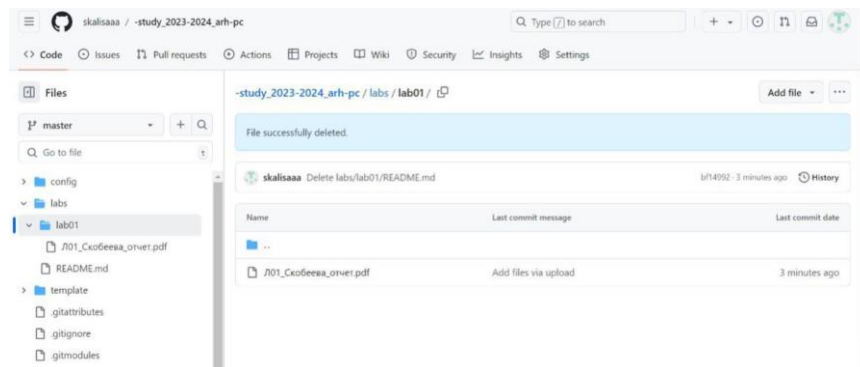 skalisaaa / -study_2023-2024_arh-pc
Type / to search
Code Issues Pull requests Actions Projects Wiki Security Insights Settings
Files
master
Go to file t
config
labs
lab01
Л01_Скобеева_отчет.pdf
README.md
template
.gitattributes
.gitignore
.gitmodules
-study_2023-2024_arh-pc / labs / lab01 /
Add file ...
File successfully deleted.
skalisaaa Delete labs/lab01/README.md bf14992 · 3 minutes ago History
Name Last commit message Last commit date
..
Л01_Скобеева_отчет.pdf Add files via upload 3 minutes ago